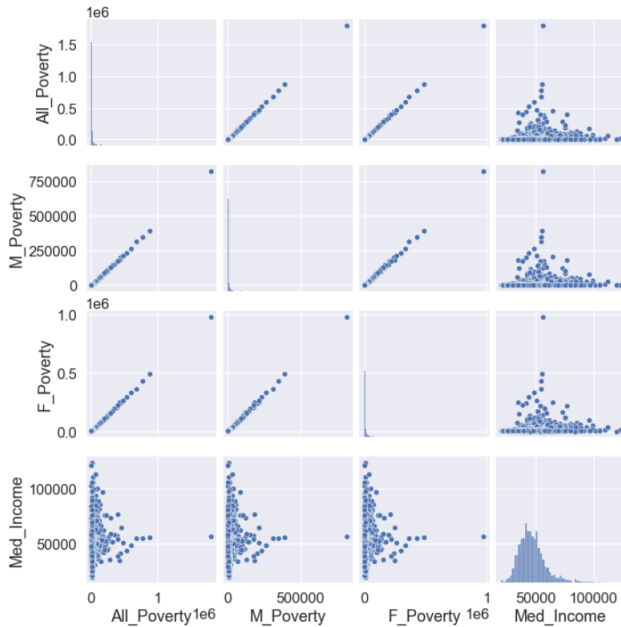 1e6
All_Poverty
1.5
1.0
0.5
0.0
M_Poverty
750000
500000
250000
0
1e6
F_Poverty
1.0
0.5
0.0
Med_Income
100000
50000
0 1 0 500000 0 1 50000 100000
All_Poverty 1e6 M_Poverty F_Poverty 1e6 Med_Income